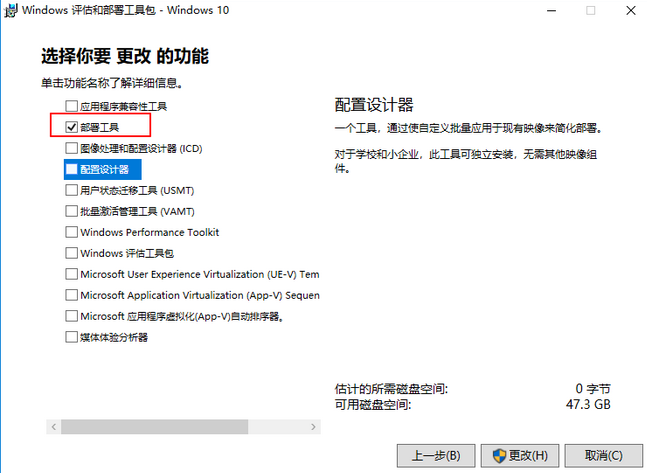 Windows 评估和部署工具包 - Windows 10
选择你要 更改 的功能
单击功能名称了解详细信息。
应用程序兼容性工具
部署工具
图像处理和配置设计器 (ICD)
配置设计器
用户状态迁移工具 (USMT)
批量激活管理工具 (VAMT)
Windows Performance Toolkit
Windows 评估工具包
Microsoft User Experience Virtualization (UE-V) Tem
Microsoft Application Virtualization (App-V) Sequen
Microsoft 应用程序虚拟化(App-V)自动排序器。
媒体体验分析器
配置设计器
一个工具，通过使自定义批量应用于现有映像来简化部署。
对于学校和小企业，此工具可独立安装，无需其他映像组
件。
估计的所需磁盘空间: 0 字节
可用磁盘空间: 47.3 GB
上一步(B) 更改(H) 取消(C)